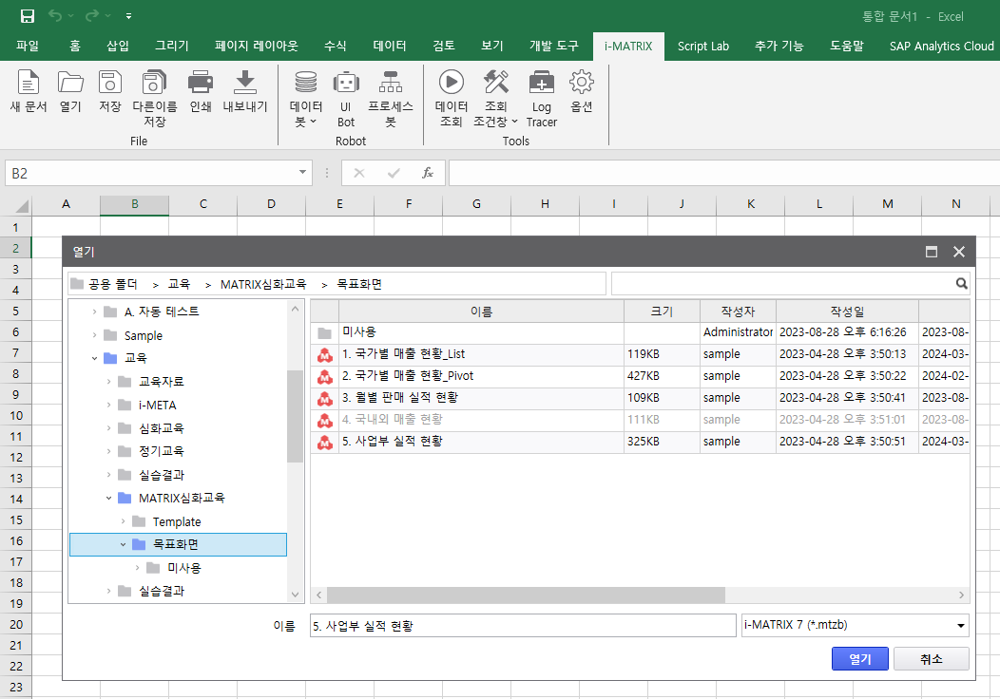 통합 문서1 - Excel
파일 홈 삽입 그리기 페이지 레이아웃 수식 데이터 검토 보기 개발 도구 i-MATRIX Script Lab 추가 기능 도움말 SAP Analytics Cloud
새 문서 열기 저장 다른이름 저장 인쇄 내보내기 데이터 봇 UI Bot 프로세스 봇 데이터 조회 조회 조건창 Log Tracer 옵션
File Robot Tools
B2 fx
A B C D E F G H I J K L M N
1
2
3
4
5
6
7
8
9
10
11
12
13
14
15
16
17
18
19
20
21
22
23
열기
공용 폴더 > 교육 > MATRIX심화교육 > 목표화면
A. 자동 테스트
Sample
교육
교육자료
i-META
심화교육
정기교육
실습결과
MATRIX심화교육
Template
목표화면
미사용
실습결과
이름 크기 작성자 작성일
미사용 Administrator 2023-08-28 오후 6:16:26 2023-08-
1. 국가별 매출 현황_List 119KB sample 2023-04-28 오후 3:50:13 2024-03-
2. 국가별 매출 현황_Pivot 427KB sample 2023-04-28 오후 3:50:22 2024-02-
3. 월별 판매 실적 현황 109KB sample 2023-04-28 오후 3:50:41 2023-08-
4. 국내외 매출 현황 111KB sample 2023-04-28 오후 3:51:01 2023-08-
5. 사업부 실적 현황 325KB sample 2023-04-28 오후 3:50:51 2024-03-
이름 5. 사업부 실적 현황 i-MATRIX 7 (*.mtzb)
열기 취소